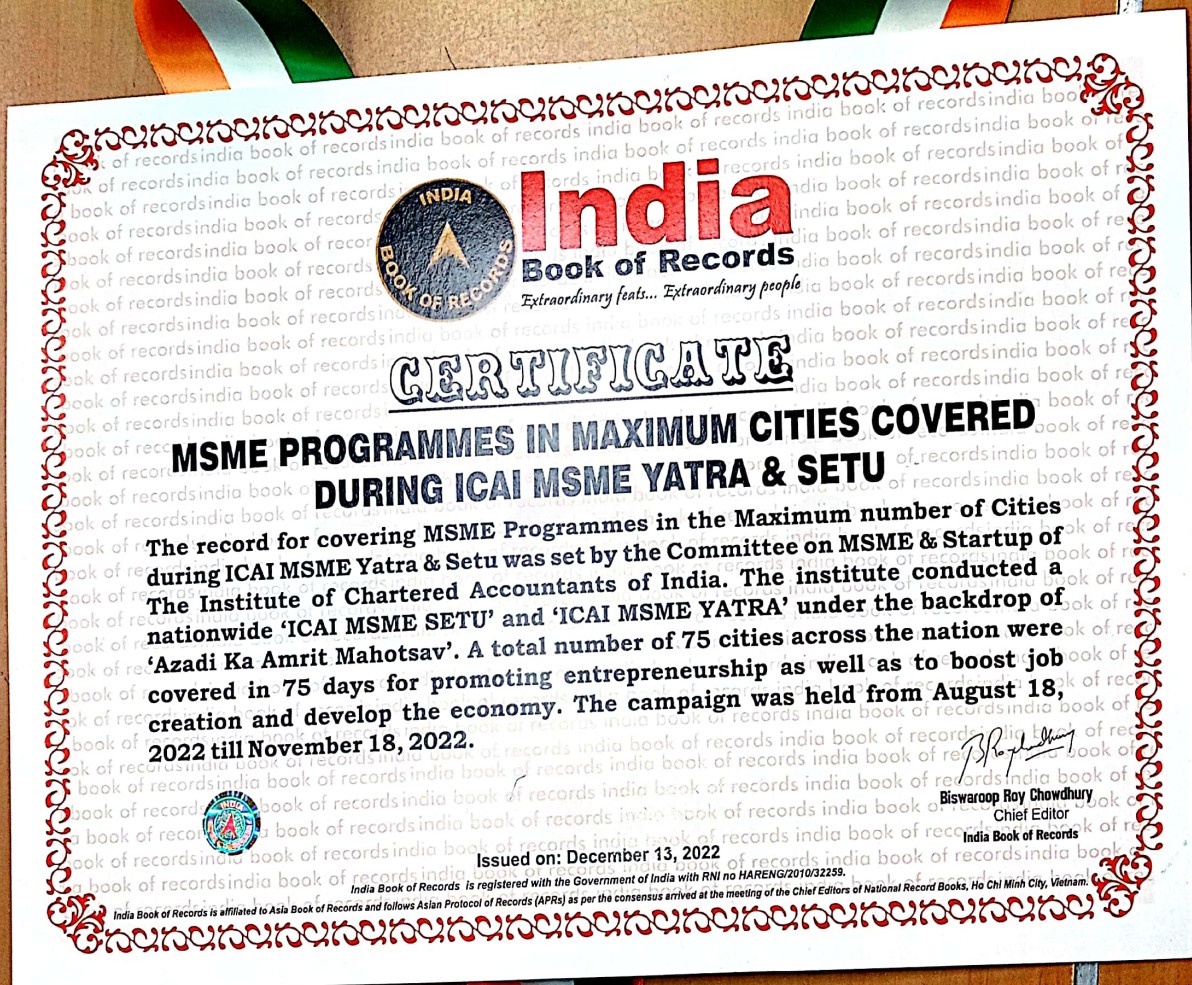 INDIA
BOOK OF RECORDS
India
Book of Records
Extraordinary feats... Extraordinary people
CERTIFICATE
MSME PROGRAMMES IN MAXIMUM CITIES COVERED
DURING ICAI MSME YATRA & SETU
The record for covering MSME Programmes in the Maximum number of Cities
during ICAI MSME Yatra & Setu was set by the Committee on MSME & Startup of
The Institute of Chartered Accountants of India. The institute conducted a
nationwide ‘ICAI MSME SETU’ and ‘ICAI MSME YATRA’ under the backdrop of
‘Azadi Ka Amrit Mahotsav’. A total number of 75 cities across the nation were
covered in 75 days for promoting entrepreneurship as well as to boost job
creation and develop the economy. The campaign was held from August 18,
2022 till November 18, 2022.
BRoychowdhury
Biswaroop Roy Chowdhury
Chief Editor
India Book of Records
INDIA
Issued on: December 13, 2022
India Book of Records is registered with the Government of India with RNI no HARENG/2010/32259.
India Book of Records is affiliated to Asia Book of Records and follows Asian Protocol of Records (APRs) as per the consensus arrived at the meeting of the Chief Editors of National Record Books, Ho Chi Minh City, Vietnam.